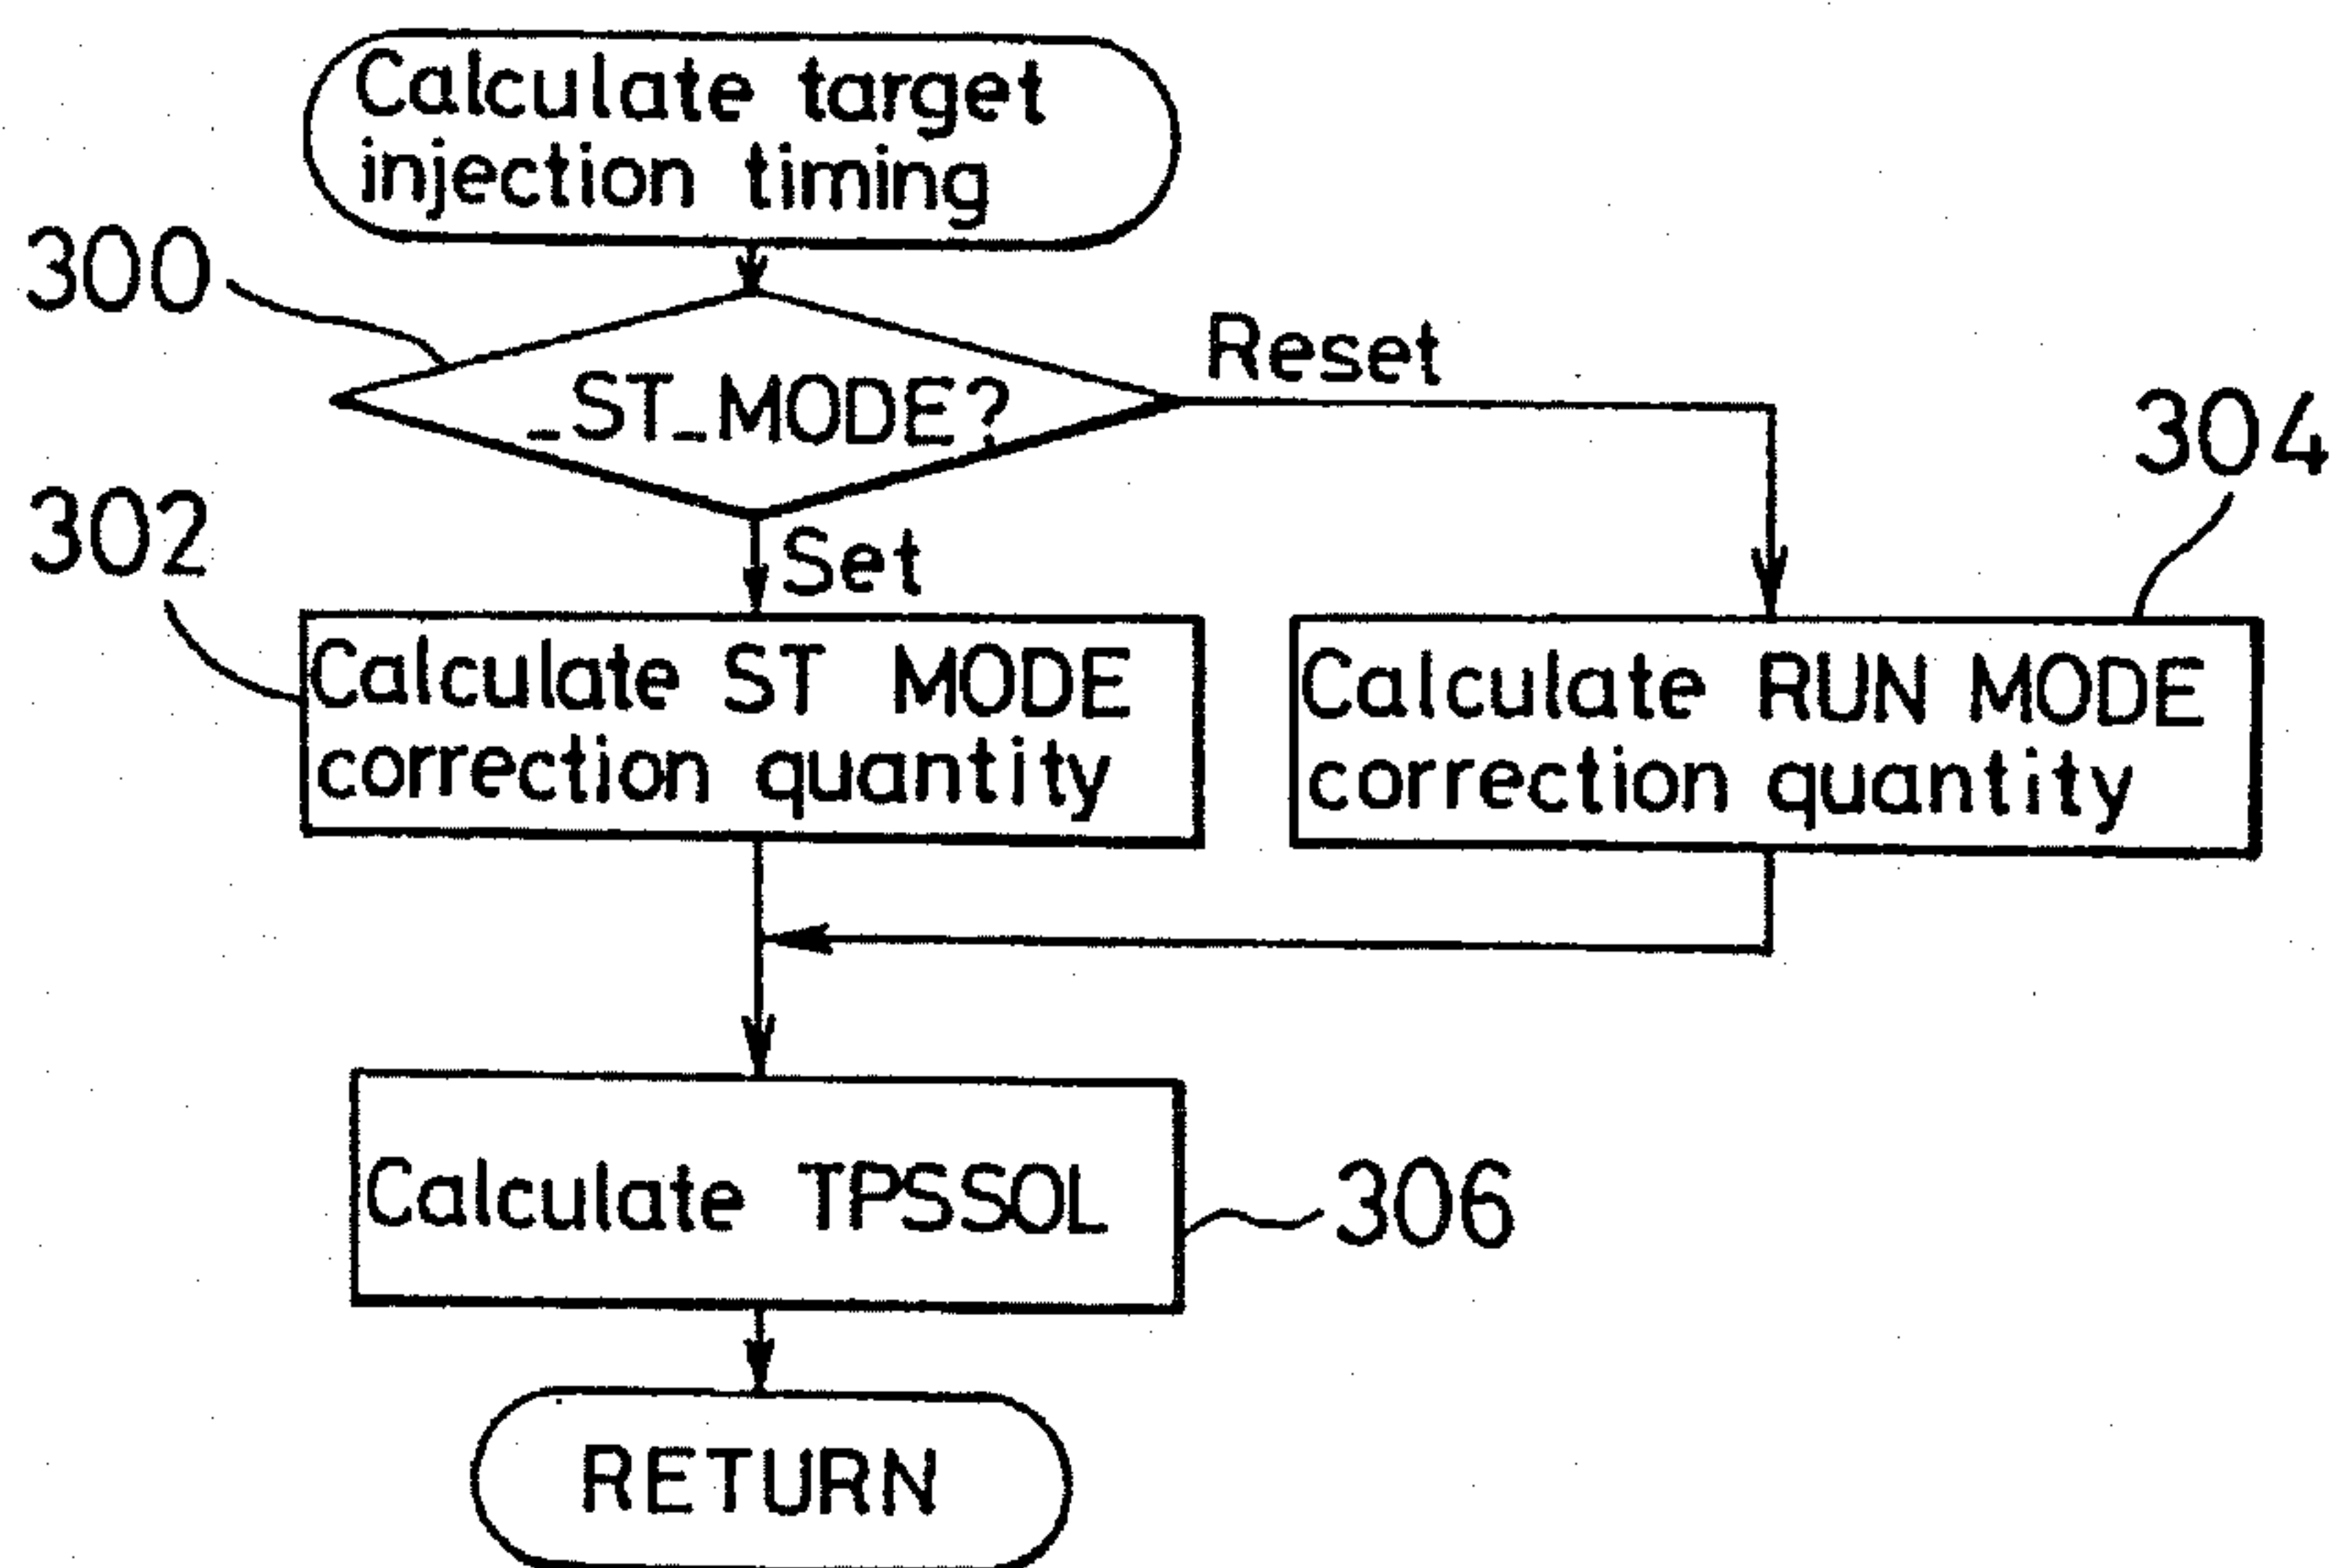 Calculate target
injection timing
300
_ST_MODE?
Reset
304
302
Set
Calculate ST MODE
correction quantity
Calculate RUN MODE
correction quantity
Calculate TPSSOL
306
RETURN